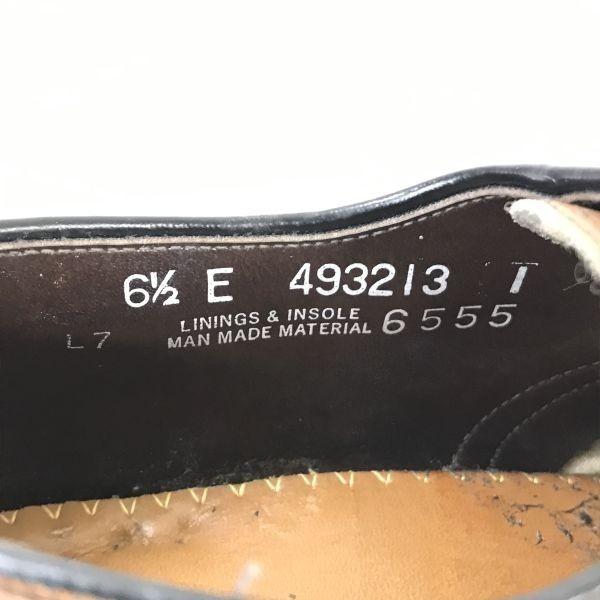 6½ E 493213 T
LININGS & INSOLE
L7 MAN MADE MATERIAL 6555